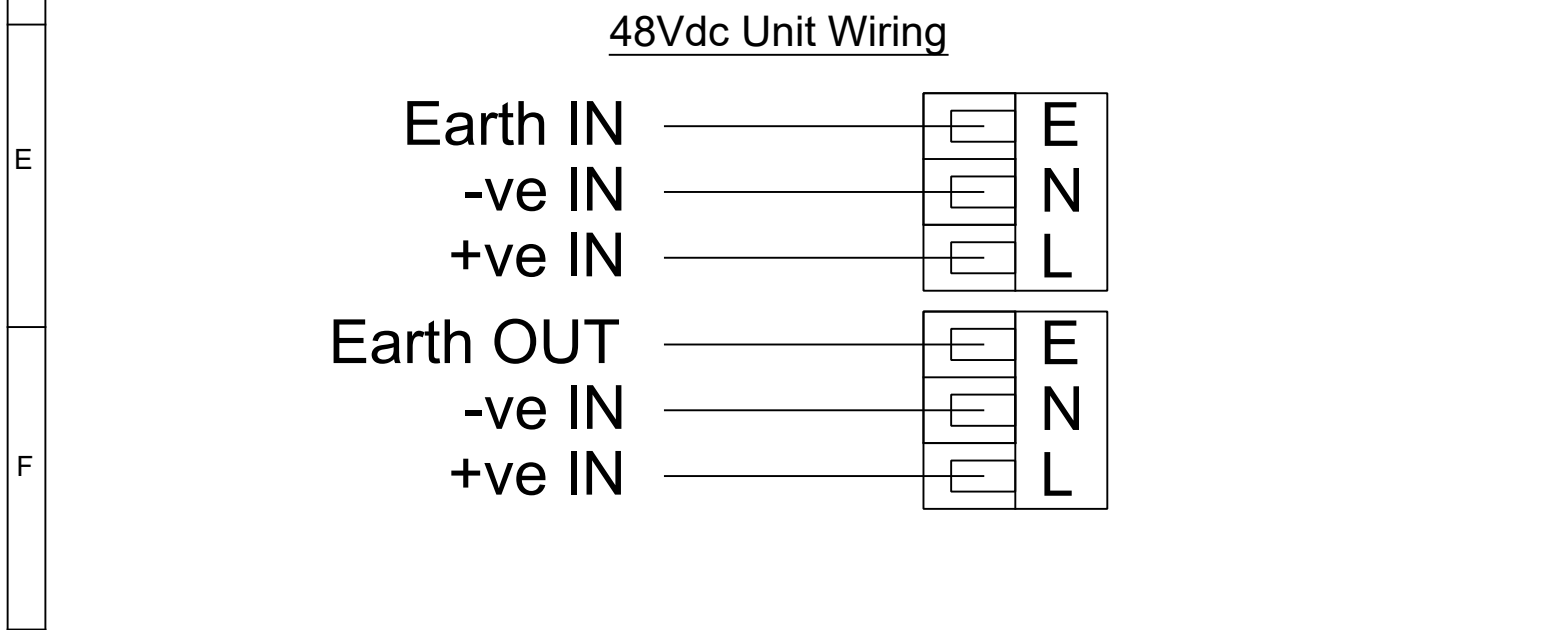 48Vdc Unit Wiring
Earth IN E
-ve IN N
+ve IN L
Earth OUT E
-ve IN N
+ve IN L
E
F